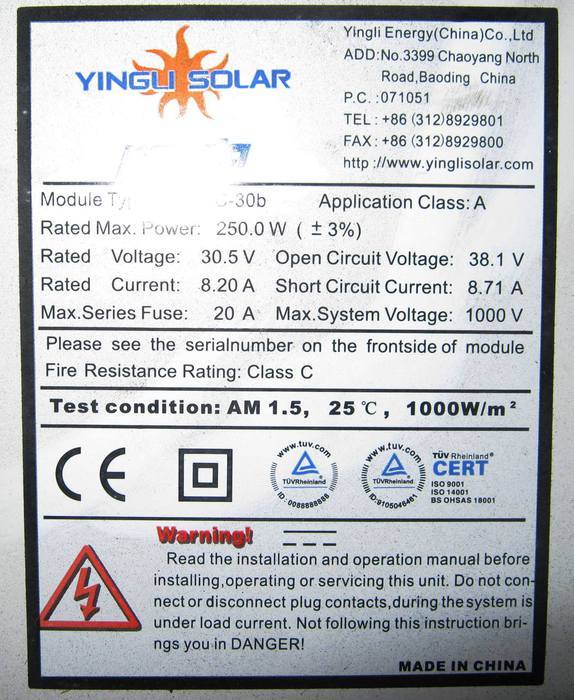 YINGLI SOLAR
Yingli Energy(China)Co.,Ltd
ADD:No.3399 Chaoyang North
Road,Baoding China
P.C.:071051
TEL: +86 (312)8929801
FAX: +86 (312)8929800
http://www.yinglisolar.com
Module -30b Application Class: A
Rated Max. Power: 250.0 W ( ±3%)
Rated Voltage: 30.5 V Open Circuit Voltage: 38.1 V
Rated Current: 8.20 A Short Circuit Current: 8.71 A
Max.Series Fuse: 20 A Max.System Voltage: 1000 V
Please see the serialnumber on the frontside of module
Fire Resistance Rating: Class C
Test condition: AM 1.5, 25℃, 1000W/m²
CE
www.tuv.com
TÜVRheinland
ID: 0088888888
www.tuv.com
TÜVRheinland
ID:9105046461
TÜV Rheinland®
CERT
ISO 9001
ISO 14001
BS OHSAS 18001
Warning!
Read the installation and operation manual before
installing,operating or servicing this unit. Do not con-
nect or disconnect plug contacts,during the system is
under load current. Not following this instruction bri-
ngs you in DANGER!
MADE IN CHINA